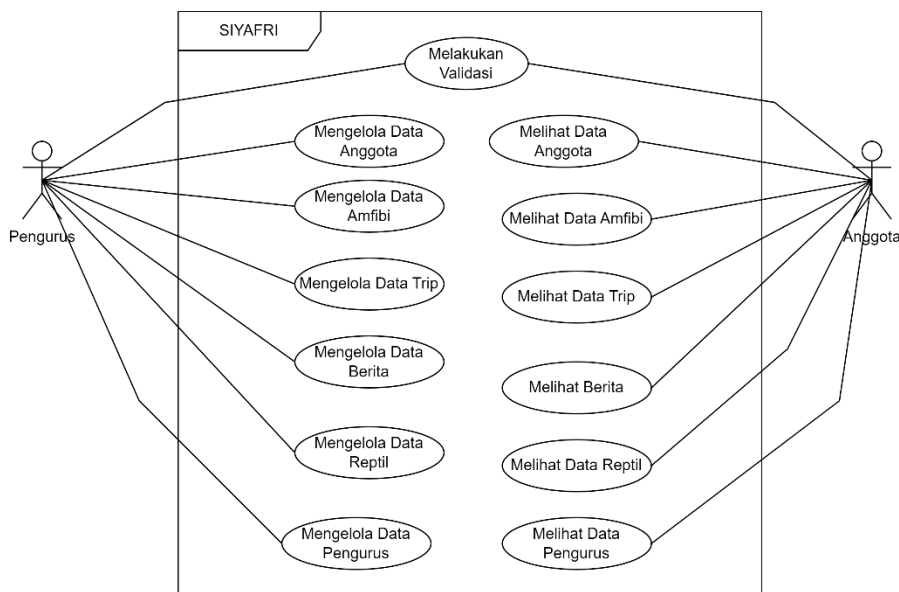 SIYAFRI
Melakukan
Validasi
Mengelola Data
Anggota
Melihat Data
Anggota
Mengelola Data
Amfibi
Melihat Data Amfibi
Pengurus
Anggota
Mengelola Data Trip
Melihat Data Trip
Mengelola Data
Berita
Melihat Berita
Mengelola Data
Reptil
Melihat Data Reptil
Mengelola Data
Pengurus
Melihat Data
Pengurus